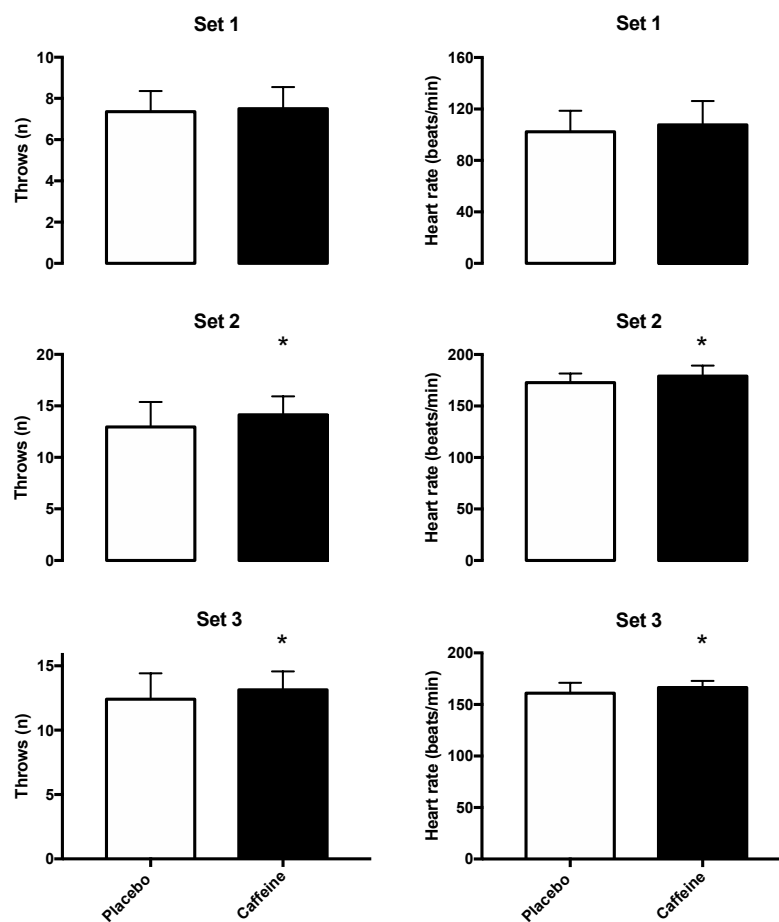 Set 1
10
8
6
4
2
0
Throws (n)
Set 1
160
120
80
40
0
Heart rate (beats/min)
Set 2
*
20
15
10
5
0
Throws (n)
Set 2
*
200
150
100
50
0
Heart rate (beats/min)
Set 3
*
15
10
5
0
Throws (n)
Placebo
Caffeine
Set 3
*
200
150
100
50
0
Heart rate (beats/min)
Placebo
Caffeine